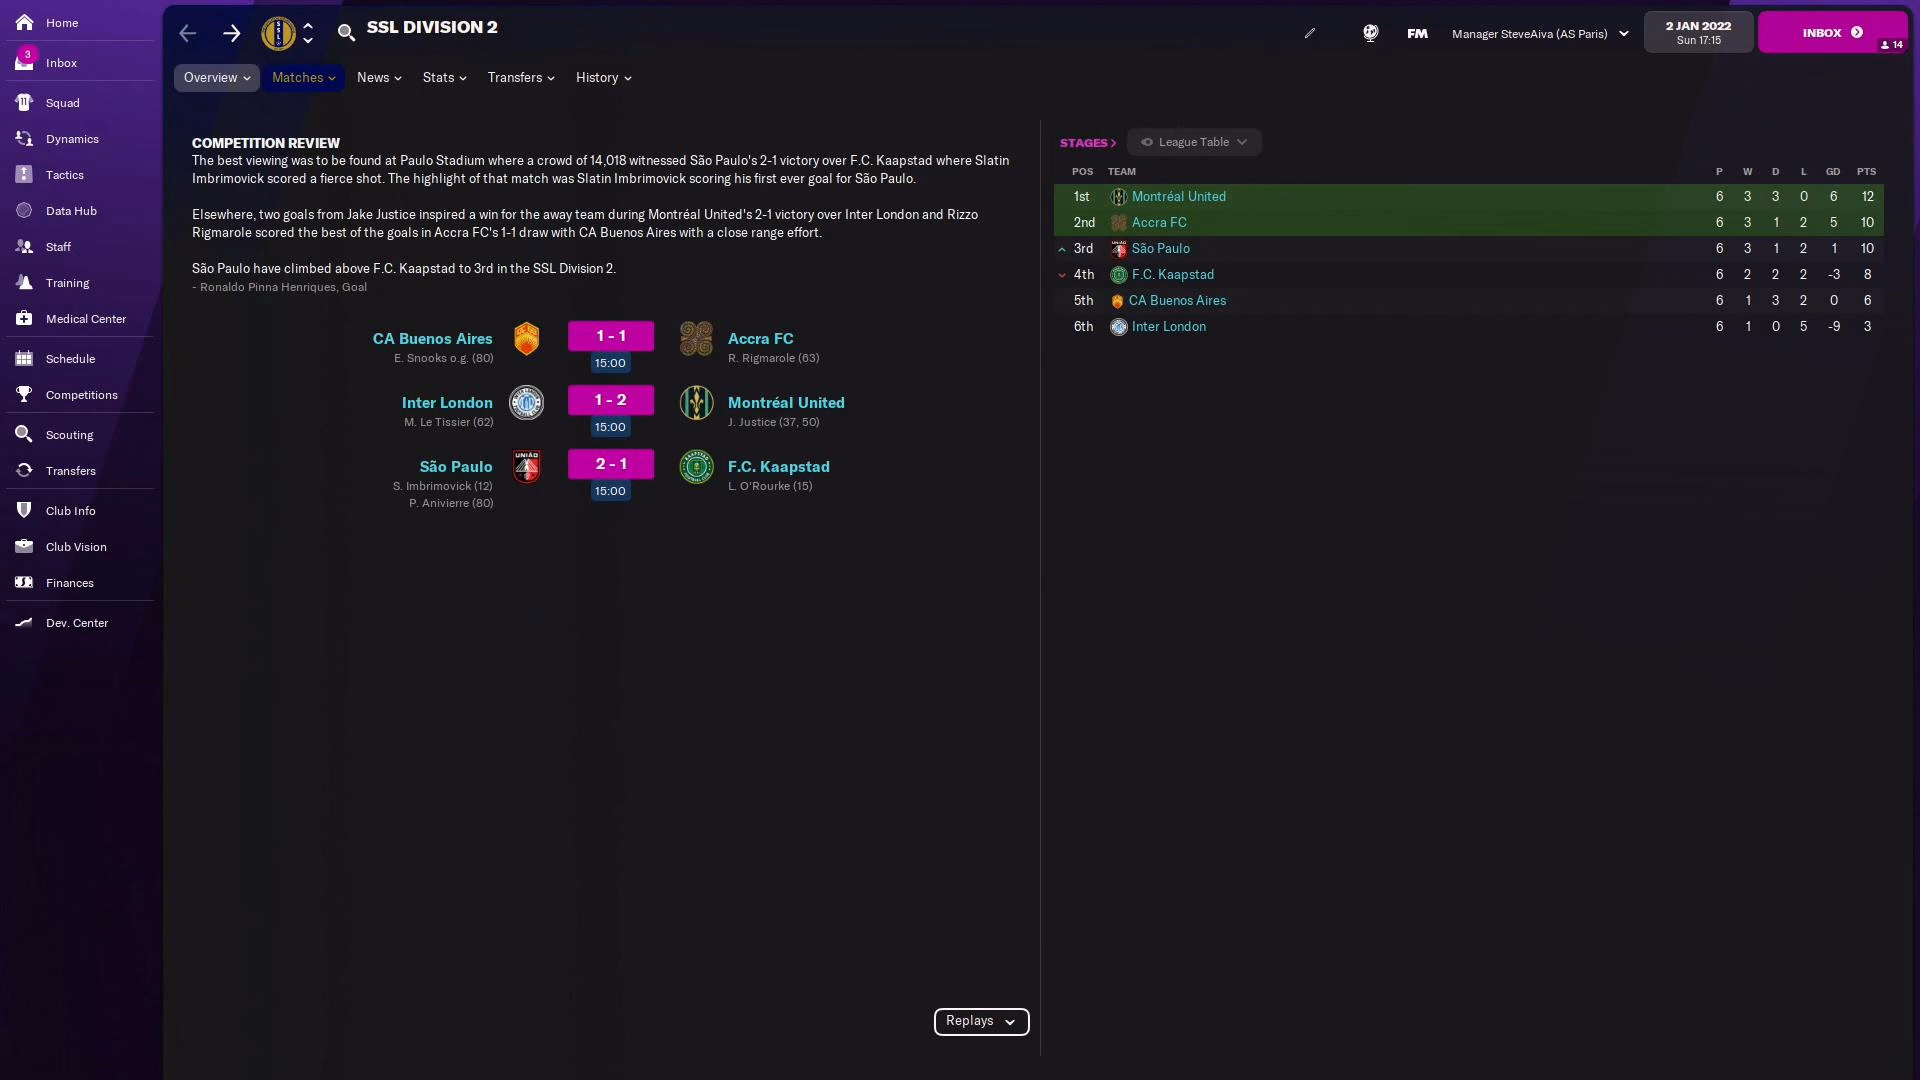 Home
3
Inbox
Squad
Dynamics
Tactics
Data Hub
Staff
Training
Medical Center
Schedule
Competitions
Scouting
Transfers
Club Info
Club Vision
Finances
Dev. Center
SSL DIVISION 2
FM
Manager SteveAiva (AS Paris)
2 JAN 2022
Sun 17:15
INBOX
14
Overview Matches News Stats Transfers History
COMPETITION REVIEW
The best viewing was to be found at Paulo Stadium where a crowd of 14,018 witnessed São Paulo's 2-1 victory over F.C. Kaapstad where Slatin
Imbrimovick scored a fierce shot. The highlight of that match was Slatin Imbrimovick scoring his first ever goal for São Paulo.
Elsewhere, two goals from Jake Justice inspired a win for the away team during Montréal United's 2-1 victory over Inter London and Rizzo
Rigmarole scored the best of the goals in Accra FC's 1-1 draw with CA Buenos Aires with a close range effort.
São Paulo have climbed above F.C. Kaapstad to 3rd in the SSL Division 2.
- Ronaldo Pinna Henriques, Goal
CA Buenos Aires 1 - 1 Accra FC
E. Snooks o.g. (80) 15:00 R. Rigmarole (63)
Inter London 1 - 2 Montréal United
M. Le Tissier (62) 15:00 J. Justice (37, 50)
São Paulo 2 - 1 F.C. Kaapstad
S. Imbrimovick (12) 15:00 L. O'Rourke (15)
P. Anivierre (80)
Replays
STAGES> League Table
POS TEAM P W D L GD PTS
1st Montréal United 6 3 3 0 6 12
2nd Accra FC 6 3 1 2 5 10
3rd São Paulo 6 3 1 2 1 10
4th F.C. Kaapstad 6 2 2 2 -3 8
5th CA Buenos Aires 6 1 3 2 0 6
6th Inter London 6 1 0 5 -9 3